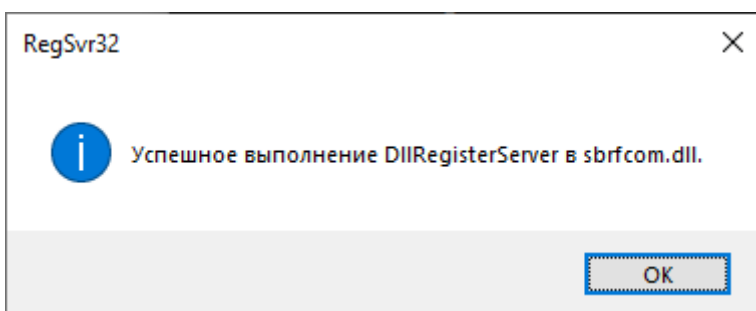 RegSvr32
Успешное выполнение DllRegisterServer в sbrfcom.dll.
OK